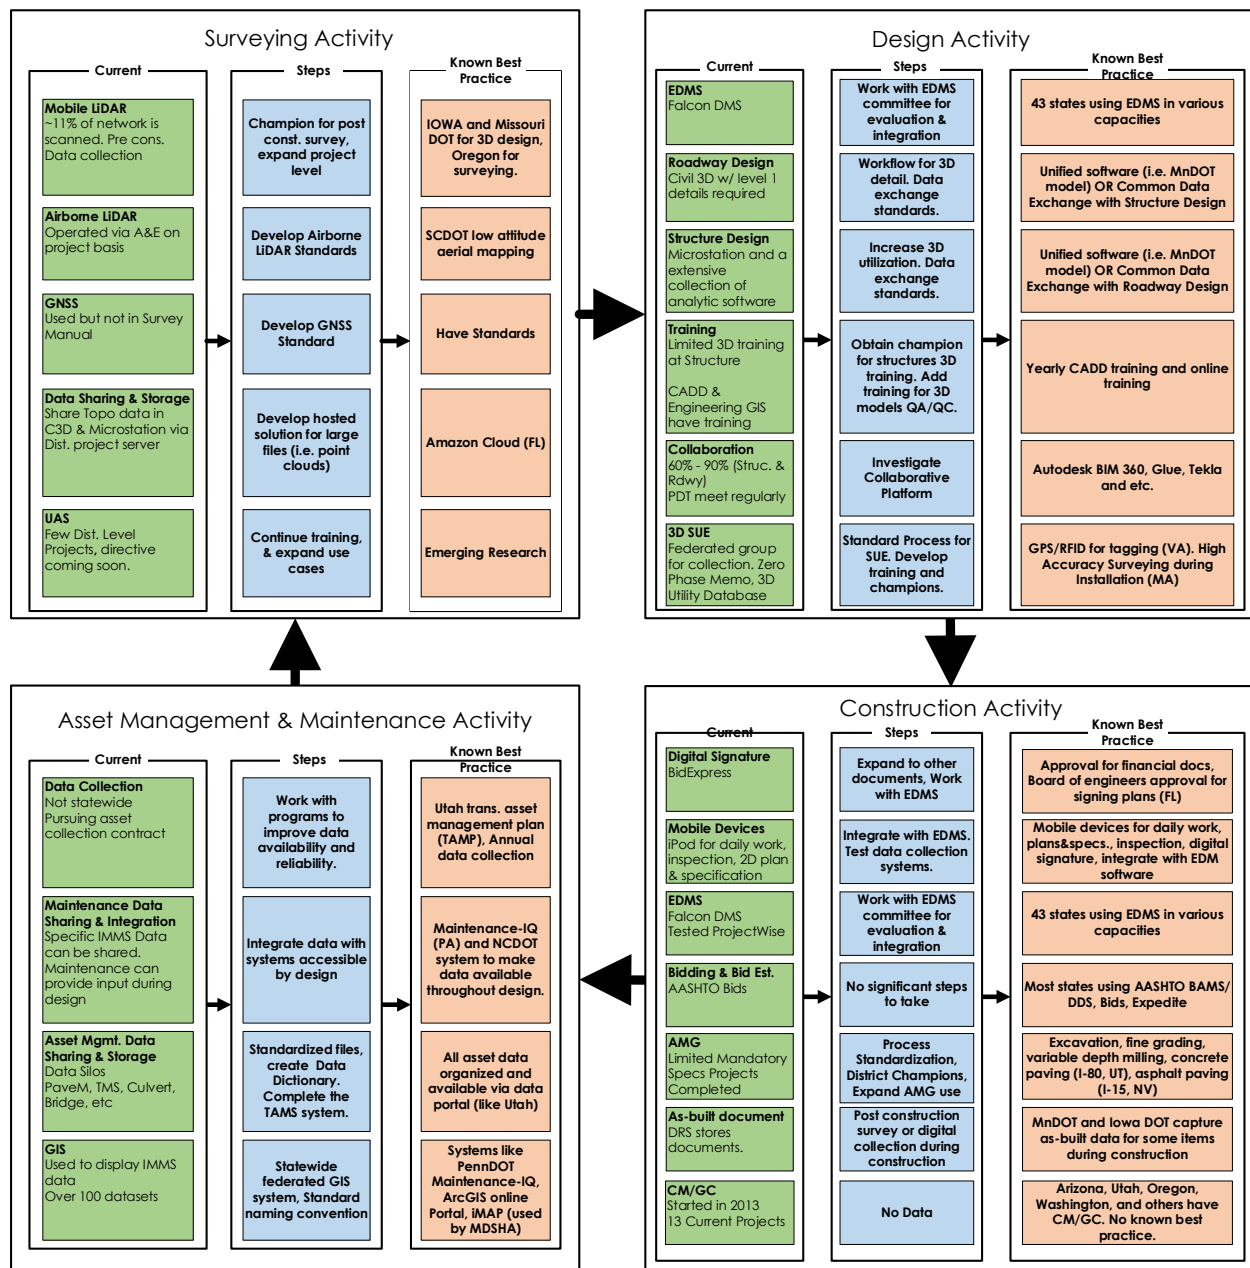 Surveying Activity
Current
Steps
Known Best
Practice
Mobile LiDAR
~11% of network is
scanned. Pre cons.
Data collection
Champion for post
const. survey,
expand project
level
IOWA and Missouri
DOT for 3D design,
Oregon for
surveying.
Airborne LiDAR
Operated via A&E on
project basis
Develop Airborne
LiDAR Standards
SCDOT low attitude
aerial mapping
GNSS
Used but not in Survey
Manual
Develop GNSS
Standard
Have Standards
Data Sharing & Storage
Share Topo data in
C3D & Microstation via
Dist. project server
Develop hosted
solution for large
files (i.e. point
clouds)
Amazon Cloud (FL)
UAS
Few Dist. Level
Projects, directive
coming soon.
Continue training,
& expand use
cases
Emerging Research
Design Activity
Current
Steps
Known Best
Practice
EDMS
Falcon DMS
Work with EDMS
committee for
evaluation &
integration
43 states using EDMS in various
capacities
Roadway Design
Civil 3D w/ level 1
details required
Workflow for 3D
detail. Data
exchange
standards.
Unified software (i.e. MnDOT
model) OR Common Data
Exchange with Structure Design
Structure Design
Microstation and a
extensive
collection of
analytic software
Increase 3D
utilization. Data
exchange
standards.
Unified software (i.e. MnDOT
model) OR Common Data
Exchange with Roadway Design
Training
Limited 3D training
at Structure
CADD &
Engineering GIS
have training
Obtain champion
for structures 3D
training. Add
training for 3D
models QA/QC.
Yearly CADD training and online
training
Collaboration
60% - 90% (Struc. &
Rdwy)
PDT meet regularly
Investigate
Collaborative
Platform
Autodesk BIM 360, Glue, Tekla
and etc.
3D SUE
Federated group
for collection. Zero
Phase Memo, 3D
Utility Database
Standard Process for
SUE. Develop
training and
champions.
GPS/RFID for tagging (VA). High
Accuracy Surveying during
Installation (MA)
Asset Management & Maintenance Activity
Current
Steps
Known Best
Practice
Data Collection
Not statewide
Pursuing asset
collection contract
Work with
programs to
improve data
availability and
reliability.
Utah trans. asset
management plan
(TAMP), Annual
data collection
Maintenance Data
Sharing & Integration
Specific IMMS Data
can be shared.
Maintenance can
provide input during
design
Integrate data with
systems accessible
by design
Maintenance-IQ
(PA) and NCDOT
system to make
data available
throughout design.
Asset Mgmt. Data
Sharing & Storage
Data Silos
PaveM, TMS, Culvert,
Bridge, etc
Standardized files,
create Data
Dictionary.
Complete the
TAMS system.
All asset data
organized and
available via data
portal (like Utah)
GIS
Used to display IMMS
data
Over 100 datasets
Statewide
federated GIS
system, Standard
naming convention
Systems like
PennDOT
Maintenance-IQ,
ArcGIS online
Portal, iMAP (used
by MDSHA)
Construction Activity
Current
Steps
Known Best
Practice
Digital Signature
BidExpress
Expand to other
documents, Work
with EDMS
Approval for financial docs,
Board of engineers approval for
signing plans (FL)
Mobile Devices
iPod for daily work,
inspection, 2D plan
& specification
Integrate with EDMS.
Test data collection
systems.
Mobile devices for daily work,
plans&specs., inspection, digital
signature, integrate with EDM
software
EDMS
Falcon DMS
Tested ProjectWise
Work with EDMS
committee for
evaluation &
integration
43 states using EDMS in various
capacities
Bidding & Bid Est.
AASHTO Bids
No significant steps
to take
Most states using AASHTO BAMS/
DDS, Bids, Expedite
AMG
Limited Mandatory
Specs Projects
Completed
Process
Standardization,
District Champions,
Expand AMG use
Excavation, fine grading,
variable depth milling, concrete
paving (I-80, UT), asphalt paving
(I-15, NV)
As-built document
DRS stores
documents.
Post construction
survey or digital
collection during
construction
MnDOT and Iowa DOT capture
as-built data for some items
during construction
CM/GC
Started in 2013
13 Current Projects
No Data
Arizona, Utah, Oregon,
Washington, and others have
CM/GC. No known best
practice.